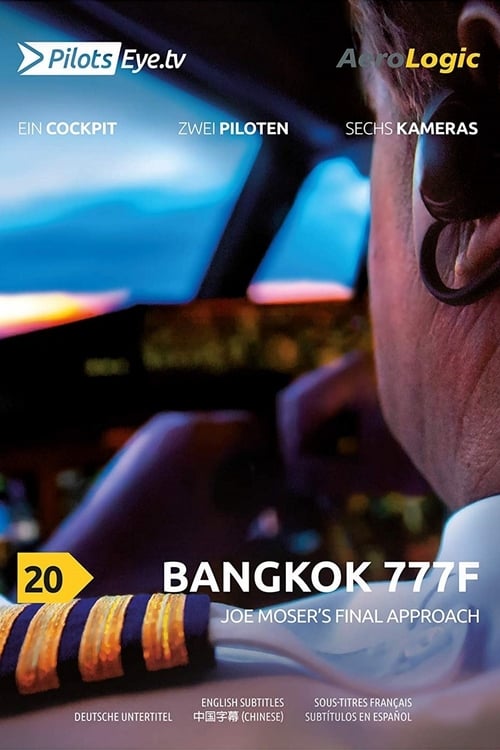 PilotsEye.tv
AeroLogic
EIN COCKPIT
ZWEI PILOTEN
SECHS KAMERAS
20
BANGKOK 777F
JOE MOSER'S FINAL APPROACH
ENGLISH SUBTITLES
SOUS-TITRES FRANÇAIS
DEUTSCHE UNTERTITEL
中国字幕 (CHINESE)
SUBTÍTULOS EN ESPAÑOL